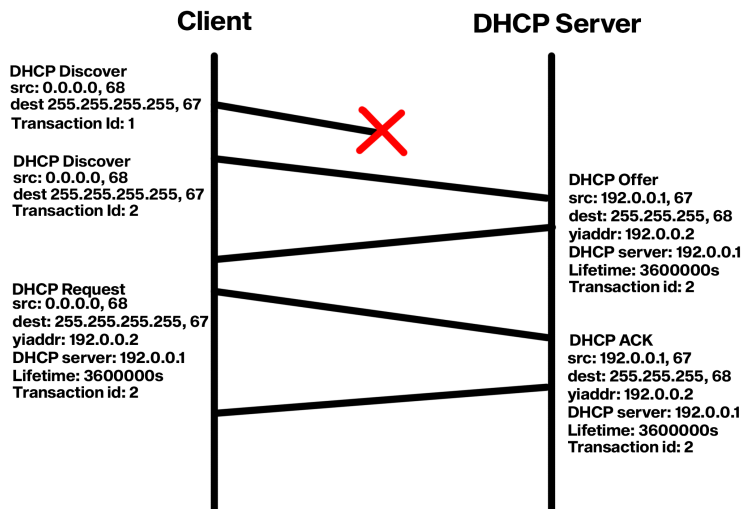 Client
DHCP Server
DHCP Discover
src: 0.0.0.0, 68
dest 255.255.255.255, 67
Transaction Id: 1
DHCP Discover
src: 0.0.0.0, 68
dest 255.255.255.255, 67
Transaction Id: 2
DHCP Offer
src: 192.0.0.1, 67
dest: 255.255.255, 68
yiaddr: 192.0.0.2
DHCP server: 192.0.0.1
Lifetime: 3600000s
Transaction id: 2
DHCP Request
src: 0.0.0.0, 68
dest: 255.255.255.255, 67
yiaddr: 192.0.0.2
DHCP server: 192.0.0.1
Lifetime: 3600000s
Transaction id: 2
DHCP ACK
src: 192.0.0.1, 67
dest: 255.255.255, 68
yiaddr: 192.0.0.2
DHCP server: 192.0.0.1
Lifetime: 3600000s
Transaction id: 2